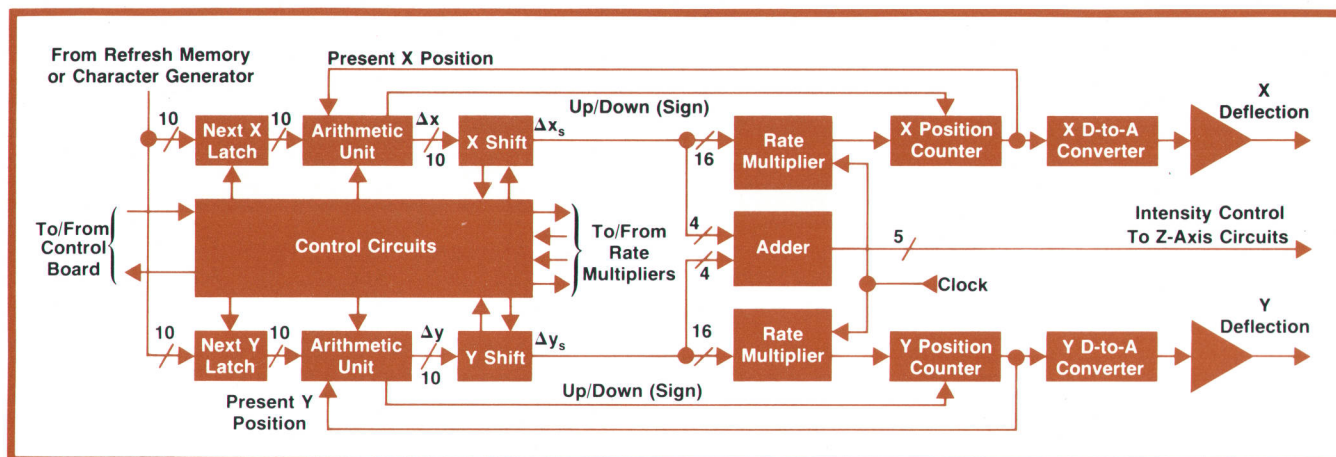 From Refresh Memory
or Character Generator
Present X Position
Up/Down (Sign)
X
Deflection
10
Next X
Latch
10
Arithmetic
Unit
Δx
10
X Shift
Δxs
16
Rate
Multiplier
X Position
Counter
X D-to-A
Converter
To/From
Control
Board
Control Circuits
To/From
Rate
Multipliers
4
4
Adder
5
Intensity Control
To Z-Axis Circuits
Clock
10
Next Y
Latch
10
Arithmetic
Unit
Δy
10
Y Shift
Δys
16
Rate
Multiplier
Y Position
Counter
Y D-to-A
Converter
Y
Deflection
Present Y
Position
Up/Down (Sign)